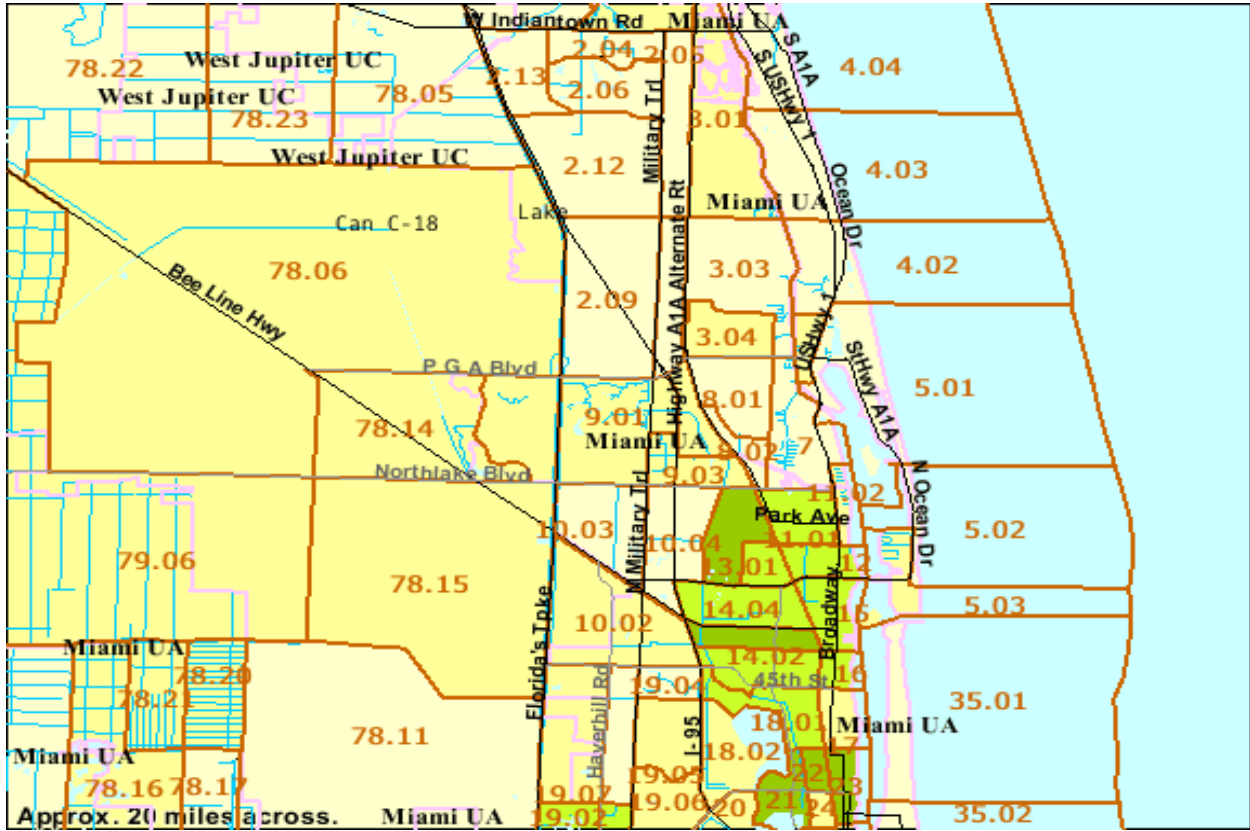 W Indiantown Rd
Miami UA
S A1A
S USHwy 1
2.04
2.05
4.04
78.22
West Jupiter UC
2.13
2.06
78.05
West Jupiter UC
78.23
3.01
Military Trl
West Jupiter UC
2.12
4.03
Ocean Dr
Miami UA
Lake
Can C-18
Highway A1A Alternate Rt
78.06
3.03
4.02
Bee Line Hwy
2.09
USHwy 1
3.04
StHwy A1A
P G A Blvd
5.01
8.01
9.01
78.14
Miami UA
8.02
7
Northlake Blvd
9.03
11.02
N Ocean Dr
N Military Trl
Park Ave
10.03
5.02
10.04
11.01
79.06
13.01
12
78.15
Florida's Tpke
14.04
5.03
15
10.02
Broadway
Miami UA
14.02
78.20
16
45th St
19.04
78.21
Haverhill Rd
35.01
18.01
Miami UA
78.11
I-95
17
18.02
Miami UA
22
19.05
78.16
78.17
23
19.07
19.06
20
21
24
35.02
Approx. 20 miles across.
Miami UA
19.02